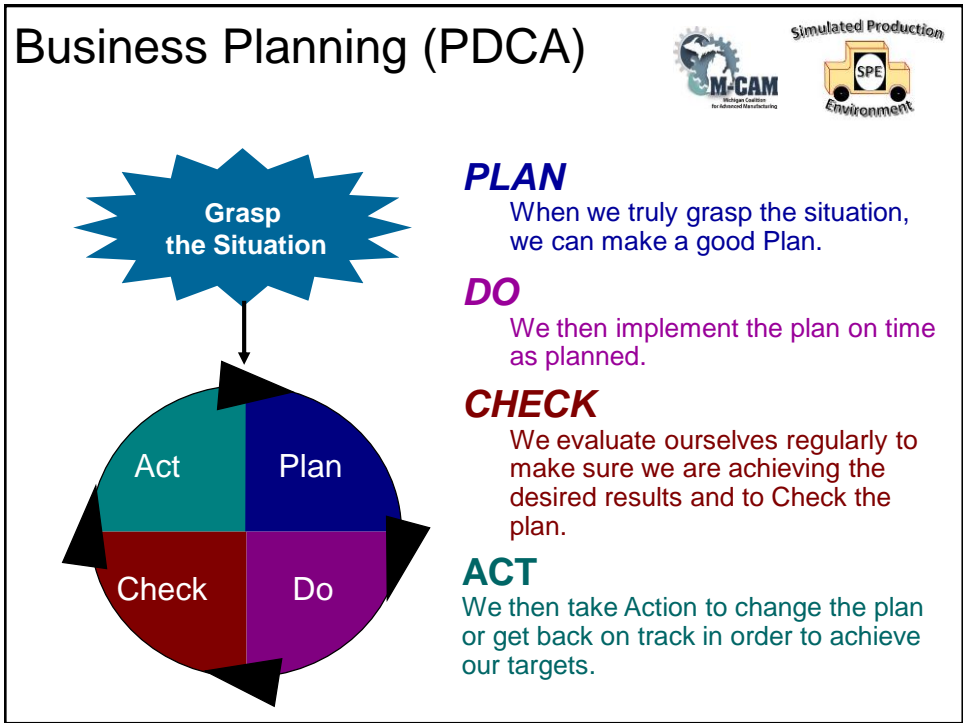 Business Planning (PDCA)
M-CAM
Michigan Coalition
for Advanced Manufacturing
Simulated Production
SPE
Environment
Grasp
the Situation
Act
Plan
Check
Do
PLAN
When we truly grasp the situation,
we can make a good Plan.
DO
We then implement the plan on time
as planned.
CHECK
We evaluate ourselves regularly to
make sure we are achieving the
desired results and to Check the
plan.
ACT
We then take Action to change the plan
or get back on track in order to achieve
our targets.